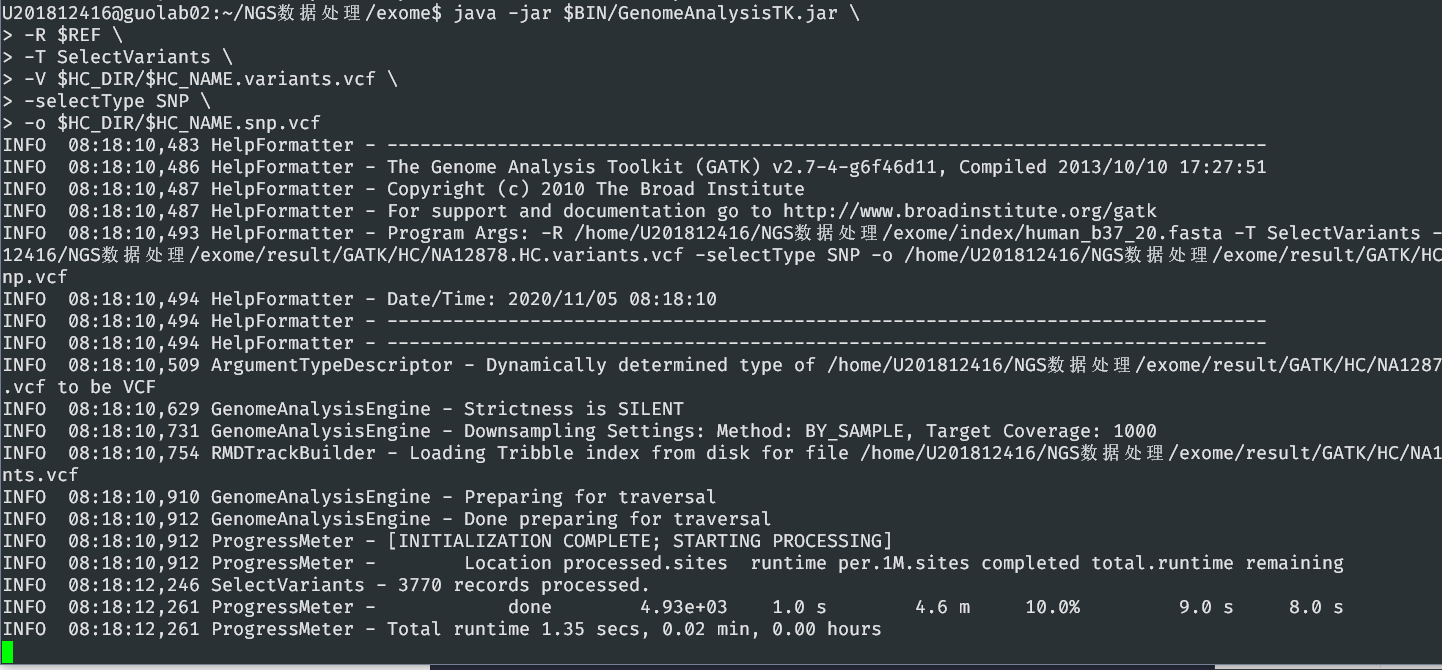 U201812416@guolab02:~/NGS数据处理/exome$ java -jar $BIN/GenomeAnalysisTK.jar \
> -R $REF \
> -T SelectVariants \
> -V $HC_DIR/$HC_NAME.variants.vcf \
> -selectType SNP \
> -o $HC_DIR/$HC_NAME.snp.vcf
INFO  08:18:10,483 HelpFormatter - --------------------------------------------------------------------------------
INFO  08:18:10,486 HelpFormatter - The Genome Analysis Toolkit (GATK) v2.7-4-g6f46d11, Compiled 2013/10/10 17:27:51
INFO  08:18:10,487 HelpFormatter - Copyright (c) 2010 The Broad Institute
INFO  08:18:10,487 HelpFormatter - For support and documentation go to http://www.broadinstitute.org/gatk
INFO  08:18:10,493 HelpFormatter - Program Args: -R /home/U201812416/NGS数据处理/exome/index/human_b37_20.fasta -T SelectVariants -
12416/NGS数据处理/exome/result/GATK/HC/NA12878.HC.variants.vcf -selectType SNP -o /home/U201812416/NGS数据处理/exome/result/GATK/HC
np.vcf
INFO  08:18:10,494 HelpFormatter - Date/Time: 2020/11/05 08:18:10
INFO  08:18:10,494 HelpFormatter - --------------------------------------------------------------------------------
INFO  08:18:10,494 HelpFormatter - --------------------------------------------------------------------------------
INFO  08:18:10,509 ArgumentTypeDescriptor - Dynamically determined type of /home/U201812416/NGS数据处理/exome/result/GATK/HC/NA1287
.vcf to be VCF
INFO  08:18:10,629 GenomeAnalysisEngine - Strictness is SILENT
INFO  08:18:10,731 GenomeAnalysisEngine - Downsampling Settings: Method: BY_SAMPLE, Target Coverage: 1000
INFO  08:18:10,754 RMDTrackBuilder - Loading Tribble index from disk for file /home/U201812416/NGS数据处理/exome/result/GATK/HC/NA1
nts.vcf
INFO  08:18:10,910 GenomeAnalysisEngine - Preparing for traversal
INFO  08:18:10,912 GenomeAnalysisEngine - Done preparing for traversal
INFO  08:18:10,912 ProgressMeter - [INITIALIZATION COMPLETE; STARTING PROCESSING]
INFO  08:18:10,912 ProgressMeter -        Location processed.sites  runtime per.1M.sites completed total.runtime remaining
INFO  08:18:12,246 SelectVariants - 3770 records processed.
INFO  08:18:12,261 ProgressMeter -            done        4.93e+03    1.0 s        4.6 m     10.0%         9.0 s     8.0 s
INFO  08:18:12,261 ProgressMeter - Total runtime 1.35 secs, 0.02 min, 0.00 hours